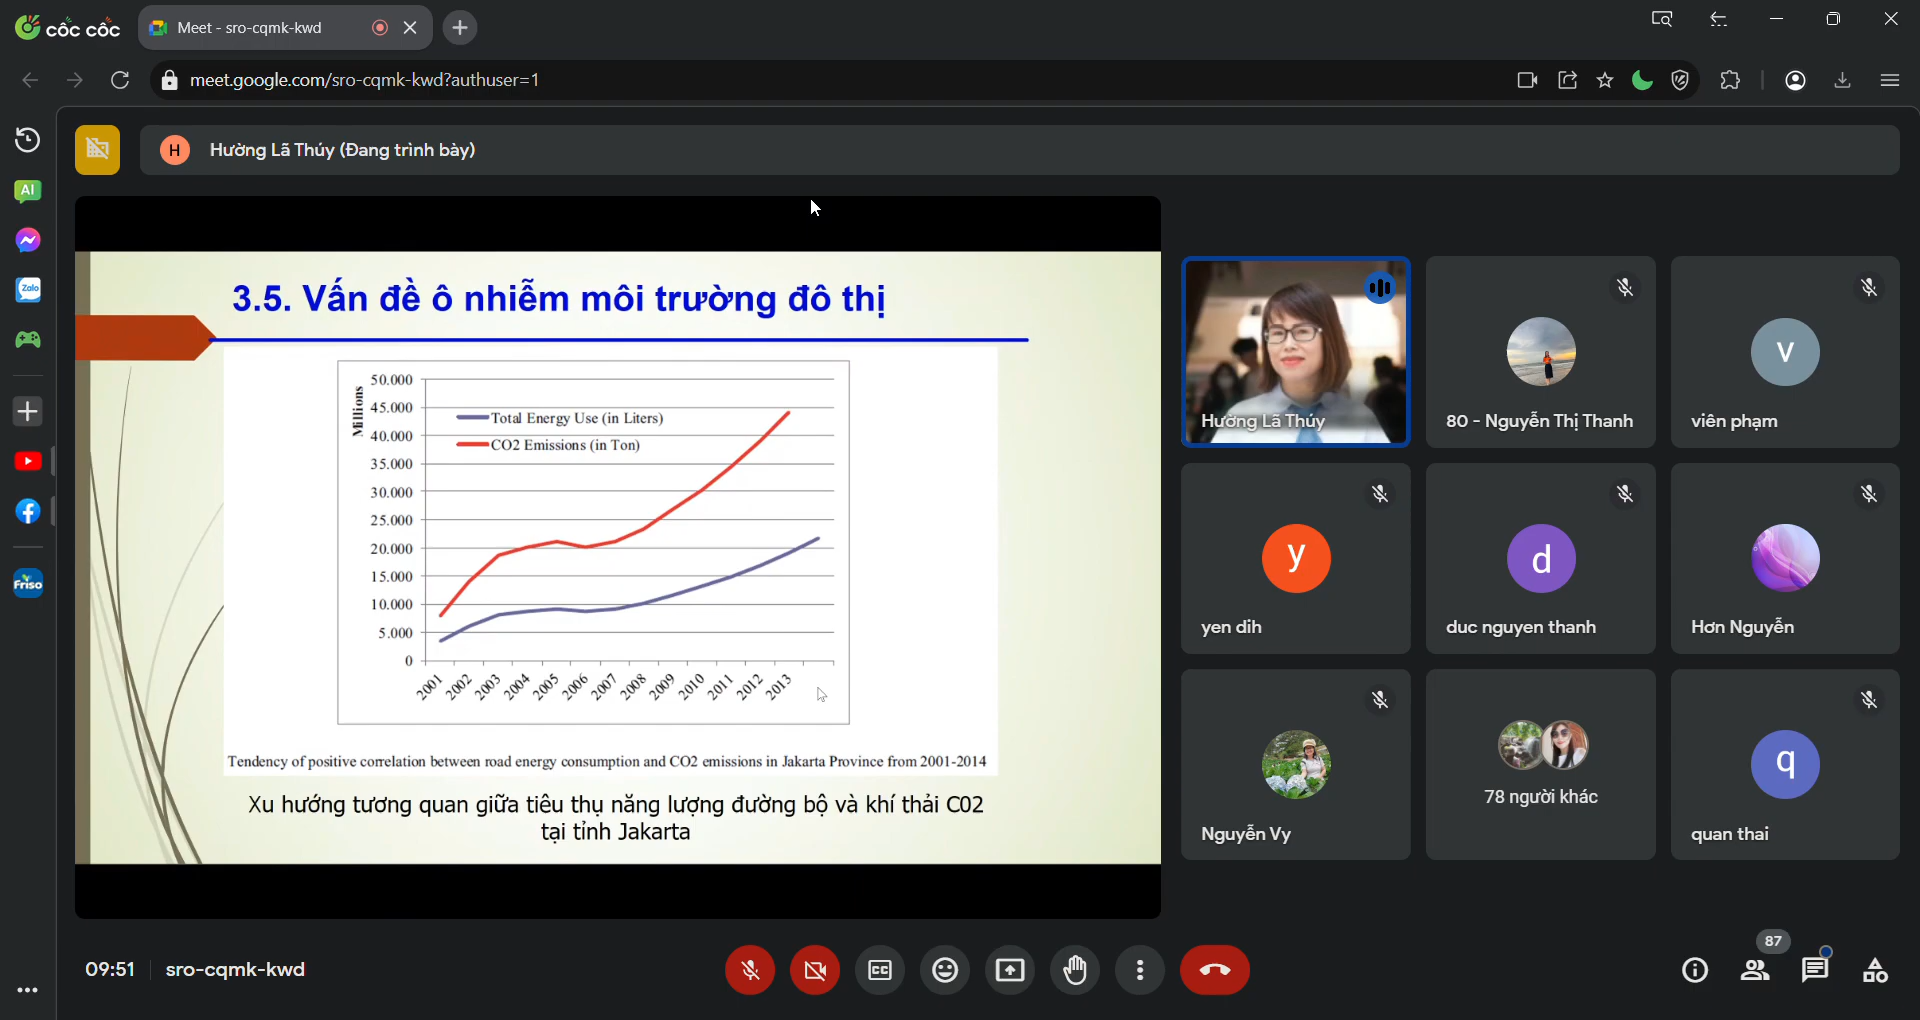 cốc cốc
Meet - sro-cqmk-kwd
meet.google.com/sro-cqmk-kwd?authuser=1
AI
Zalo
Friso
H
Hường Lã Thúy (Đang trình bày)
3.5. Vấn đề ô nhiễm môi trường đô thị
Millions
50.000
45.000
40.000
35.000
30.000
25.000
20.000
15.000
10.000
5.000
0
Total Energy Use (in Liters)
CO2 Emissions (in Ton)
2001 2002 2003 2004 2005 2006 2007 2008 2009 2010 2011 2012 2013
Tendency of positive correlation between road energy consumption and CO2 emissions in Jakarta Province from 2001-2014
Xu hướng tương quan giữa tiêu thụ năng lượng đường bộ và khí thải C02
tại tỉnh Jakarta
Hường Lã Thúy
80 - Nguyễn Thị Thanh
v
viên phạm
y
yen dih
d
duc nguyen thanh
Hơn Nguyễn
Nguyễn Vy
78 người khác
q
quan thai
09:51
sro-cqmk-kwd
CC
87